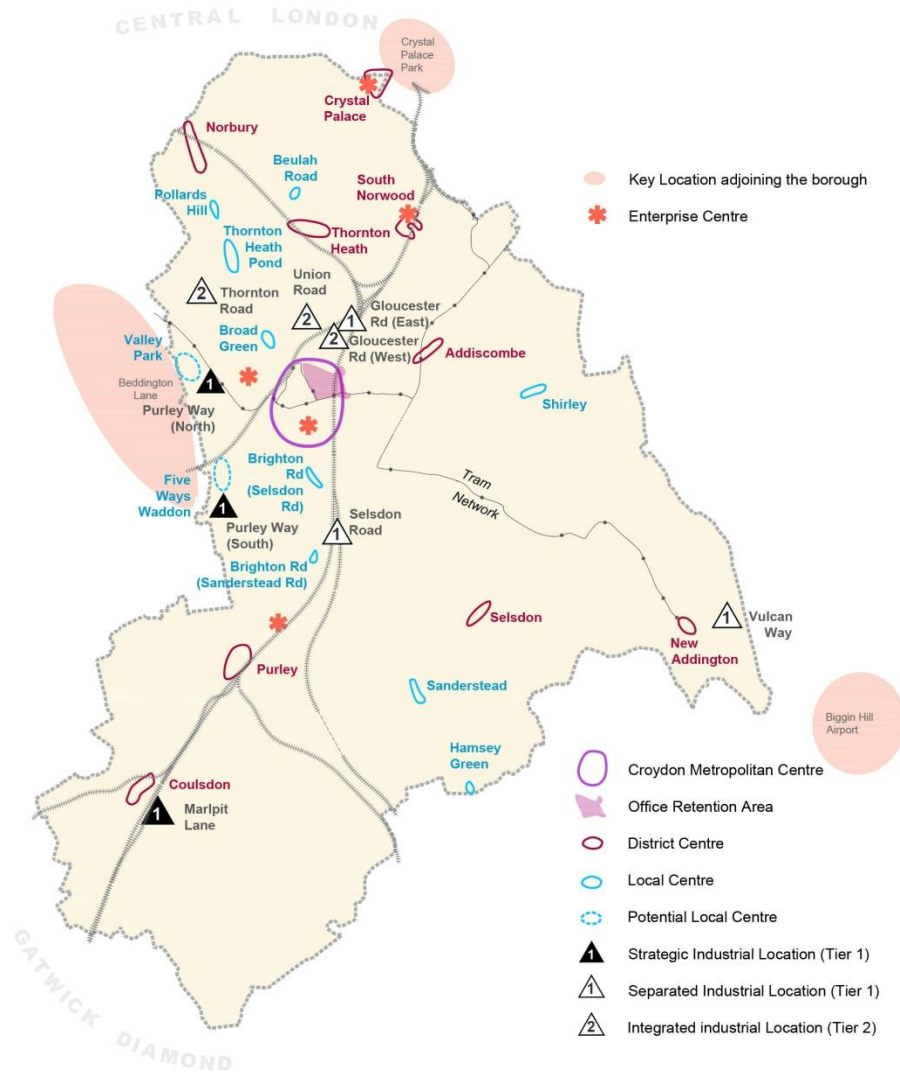 CENTRAL LONDON
Crystal
Palace
Park
Crystal
Palace
Norbury
Beulah
Road
South
Norwood
Pollards
Hill
Thornton
Heath
Pond
Thornton
Heath
2
Thornton
Road
Union
Road
2
1
Gloucester
Rd (East)
2
Gloucester
Rd (West)
Broad
Green
Valley
Park
Beddington
Lane
1
Purley Way
(North)
Addiscombe
Shirley
Five
Ways
Waddon
1
Purley Way
(South)
Brighton
Rd
(Selsdon
Rd)
Selsdon
Road
1
Brighton Rd
(Sanderstead Rd)
Tram
Network
Selsdon
New
Addington
1
Vulcan
Way
Purley
Sanderstead
Hamsey
Green
Biggin Hill
Airport
Coulsdon
1
Marlpit
Lane
GATWICK DIAMOND
Key Location adjoining the borough
Enterprise Centre
Croydon Metropolitan Centre
Office Retention Area
District Centre
Local Centre
Potential Local Centre
1 Strategic Industrial Location (Tier 1)
1 Separated Industrial Location (Tier 1)
2 Integrated industrial Location (Tier 2)